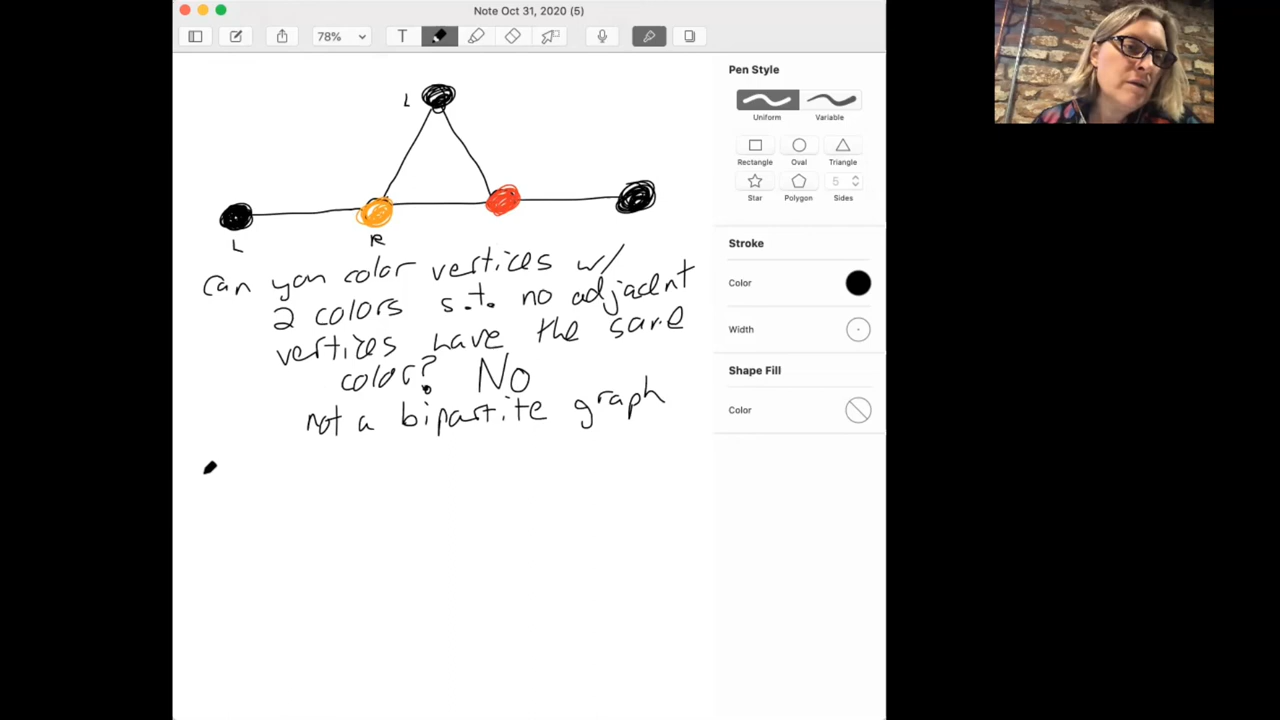 Note Oct 31, 2020 (5)
78%
T
Pen Style
Uniform Variable
Rectangle Oval Triangle
5
Star Polygon Sides
Stroke
Color
Width
Shape Fill
Color
L
L
R
can you color vertices w/
2 colors s.t. no adjacent
vertices have the same
color? No
not a bipartite graph